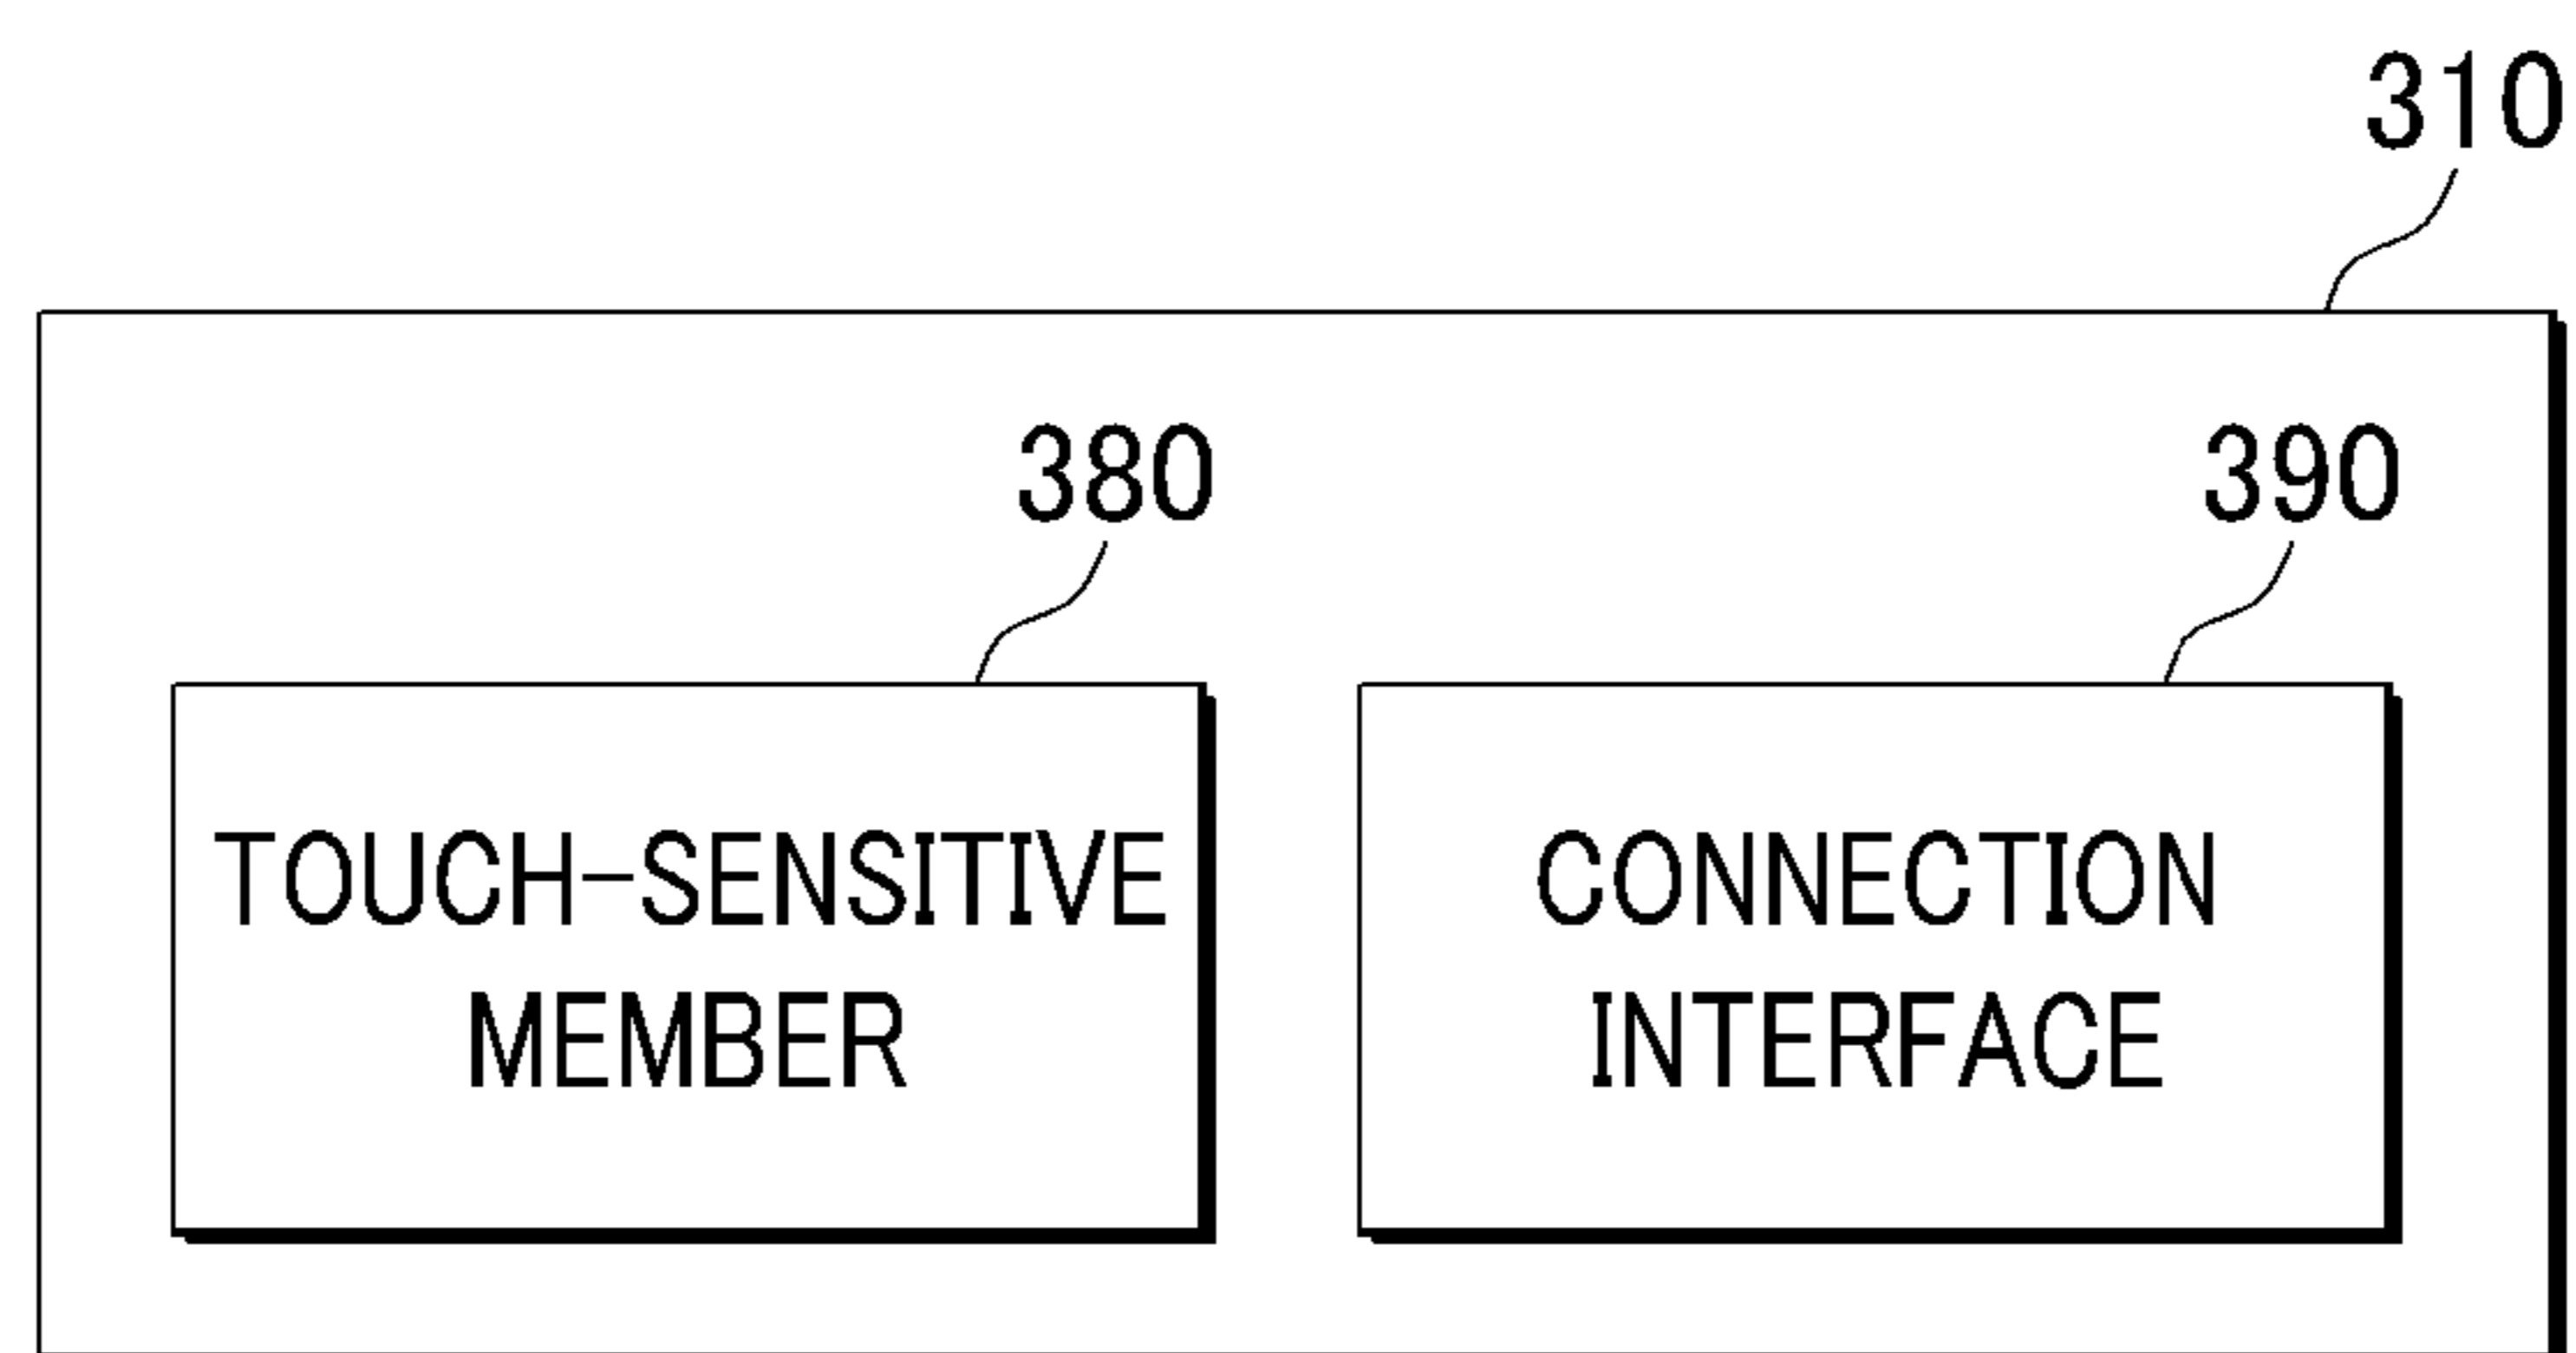 310
380
390
TOUCH-SENSITIVE
MEMBER
CONNECTION
INTERFACE